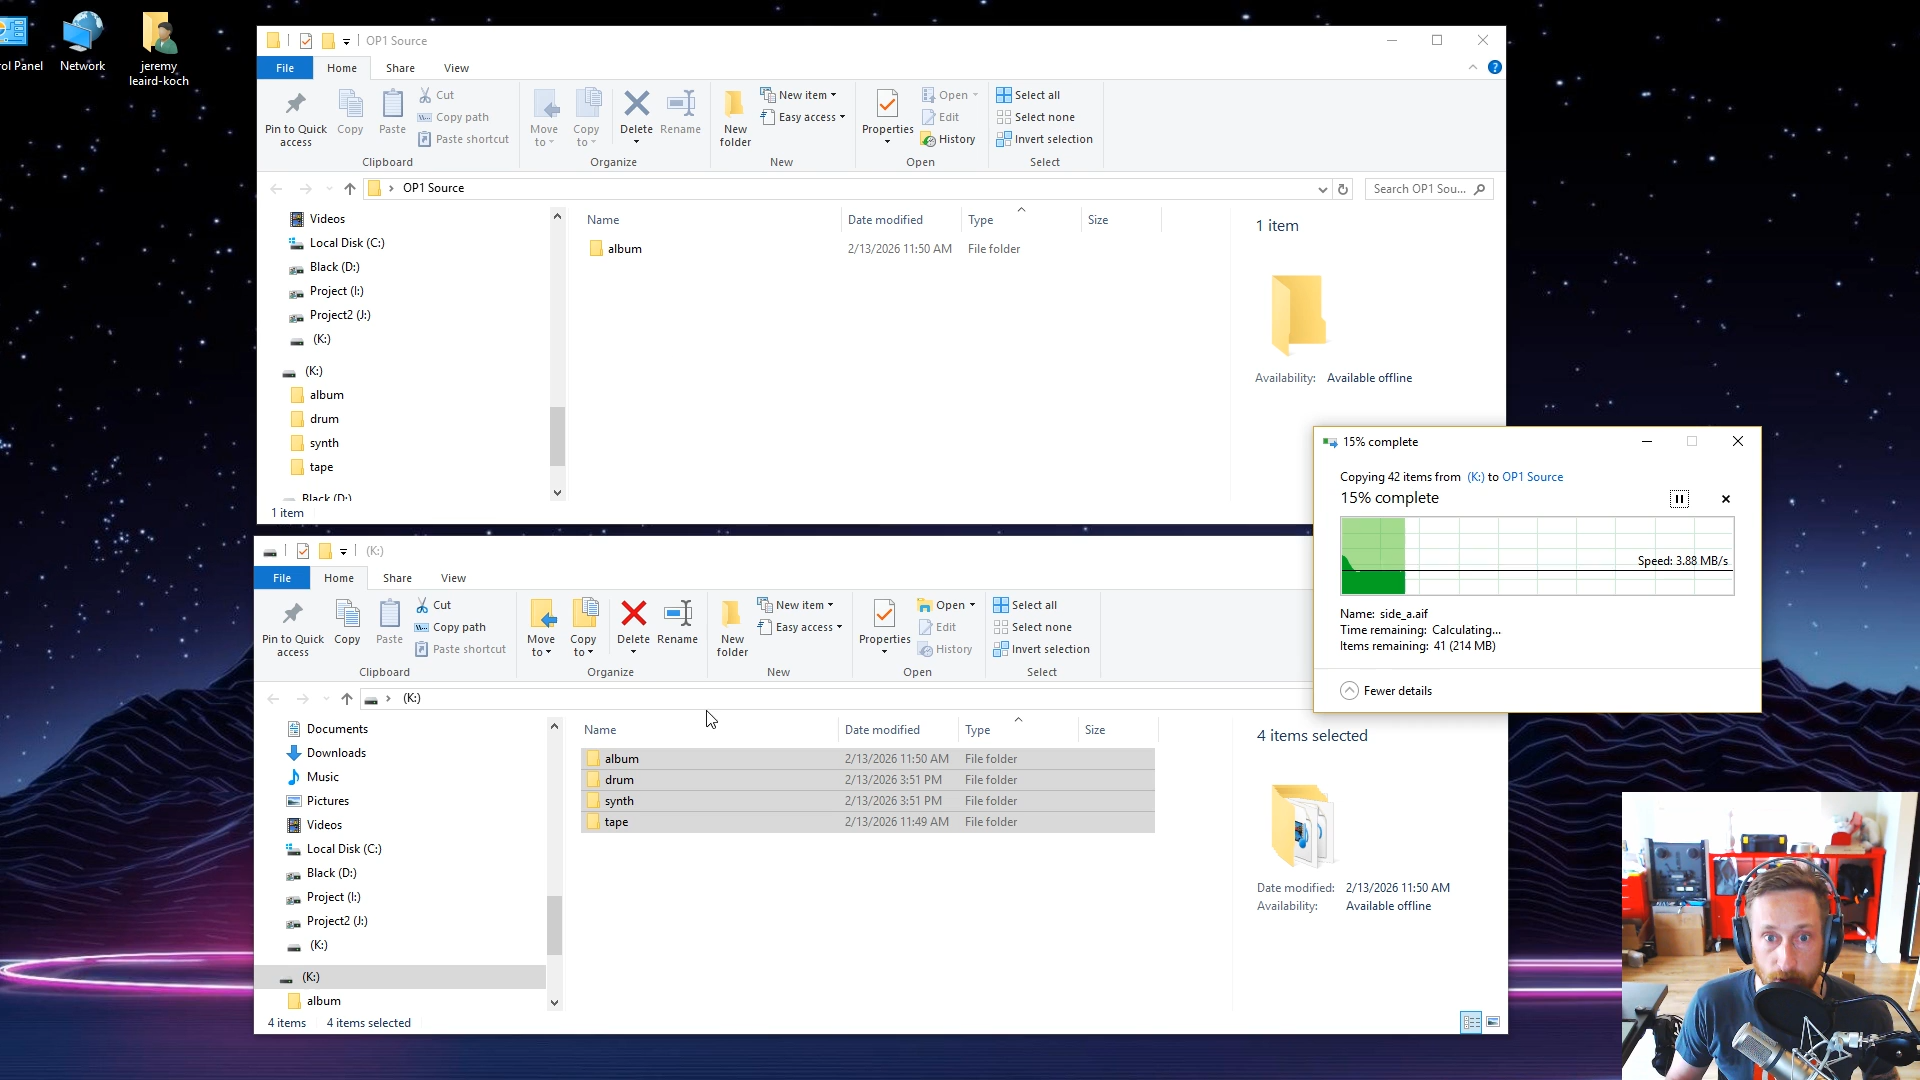 ol Panel
Network
jeremy
leaird-koch
OP1 Source
File Home Share View
Pin to Quick
access
Copy
Paste
Cut
Copy path
Paste shortcut
Clipboard
Move
to
Copy
to
Delete
Rename
Organize
New
folder
New item
Easy access
New
Properties
Open
Edit
History
Open
Select all
Select none
Invert selection
Select
OP1 Source
Search OP1 Sou...
Videos
Local Disk (C:)
Black (D:)
Project (I:)
Project2 (J:)
(K:)
(K:)
album
drum
synth
tape
Black (D:)
Name Date modified Type Size
album 2/13/2026 11:50 AM File folder
1 item
Availability: Available offline
1 item
15% complete
Copying 42 items from (K:) to OP1 Source
15% complete
Speed: 3.88 MB/s
Name: side_a.aif
Time remaining: Calculating...
Items remaining: 41 (214 MB)
Fewer details
(K:)
File Home Share View
Pin to Quick
access
Copy
Paste
Cut
Copy path
Paste shortcut
Clipboard
Move
to
Copy
to
Delete
Rename
Organize
New
folder
New item
Easy access
New
Properties
Open
Edit
History
Open
Select all
Select none
Invert selection
Select
(K:)
Documents
Downloads
Music
Pictures
Videos
Local Disk (C:)
Black (D:)
Project (I:)
Project2 (J:)
(K:)
(K:)
album
Name Date modified Type Size
album 2/13/2026 11:50 AM File folder
drum 2/13/2026 3:51 PM File folder
synth 2/13/2026 3:51 PM File folder
tape 2/13/2026 11:49 AM File folder
4 items selected
Date modified: 2/13/2026 11:50 AM
Availability: Available offline
4 items 4 items selected